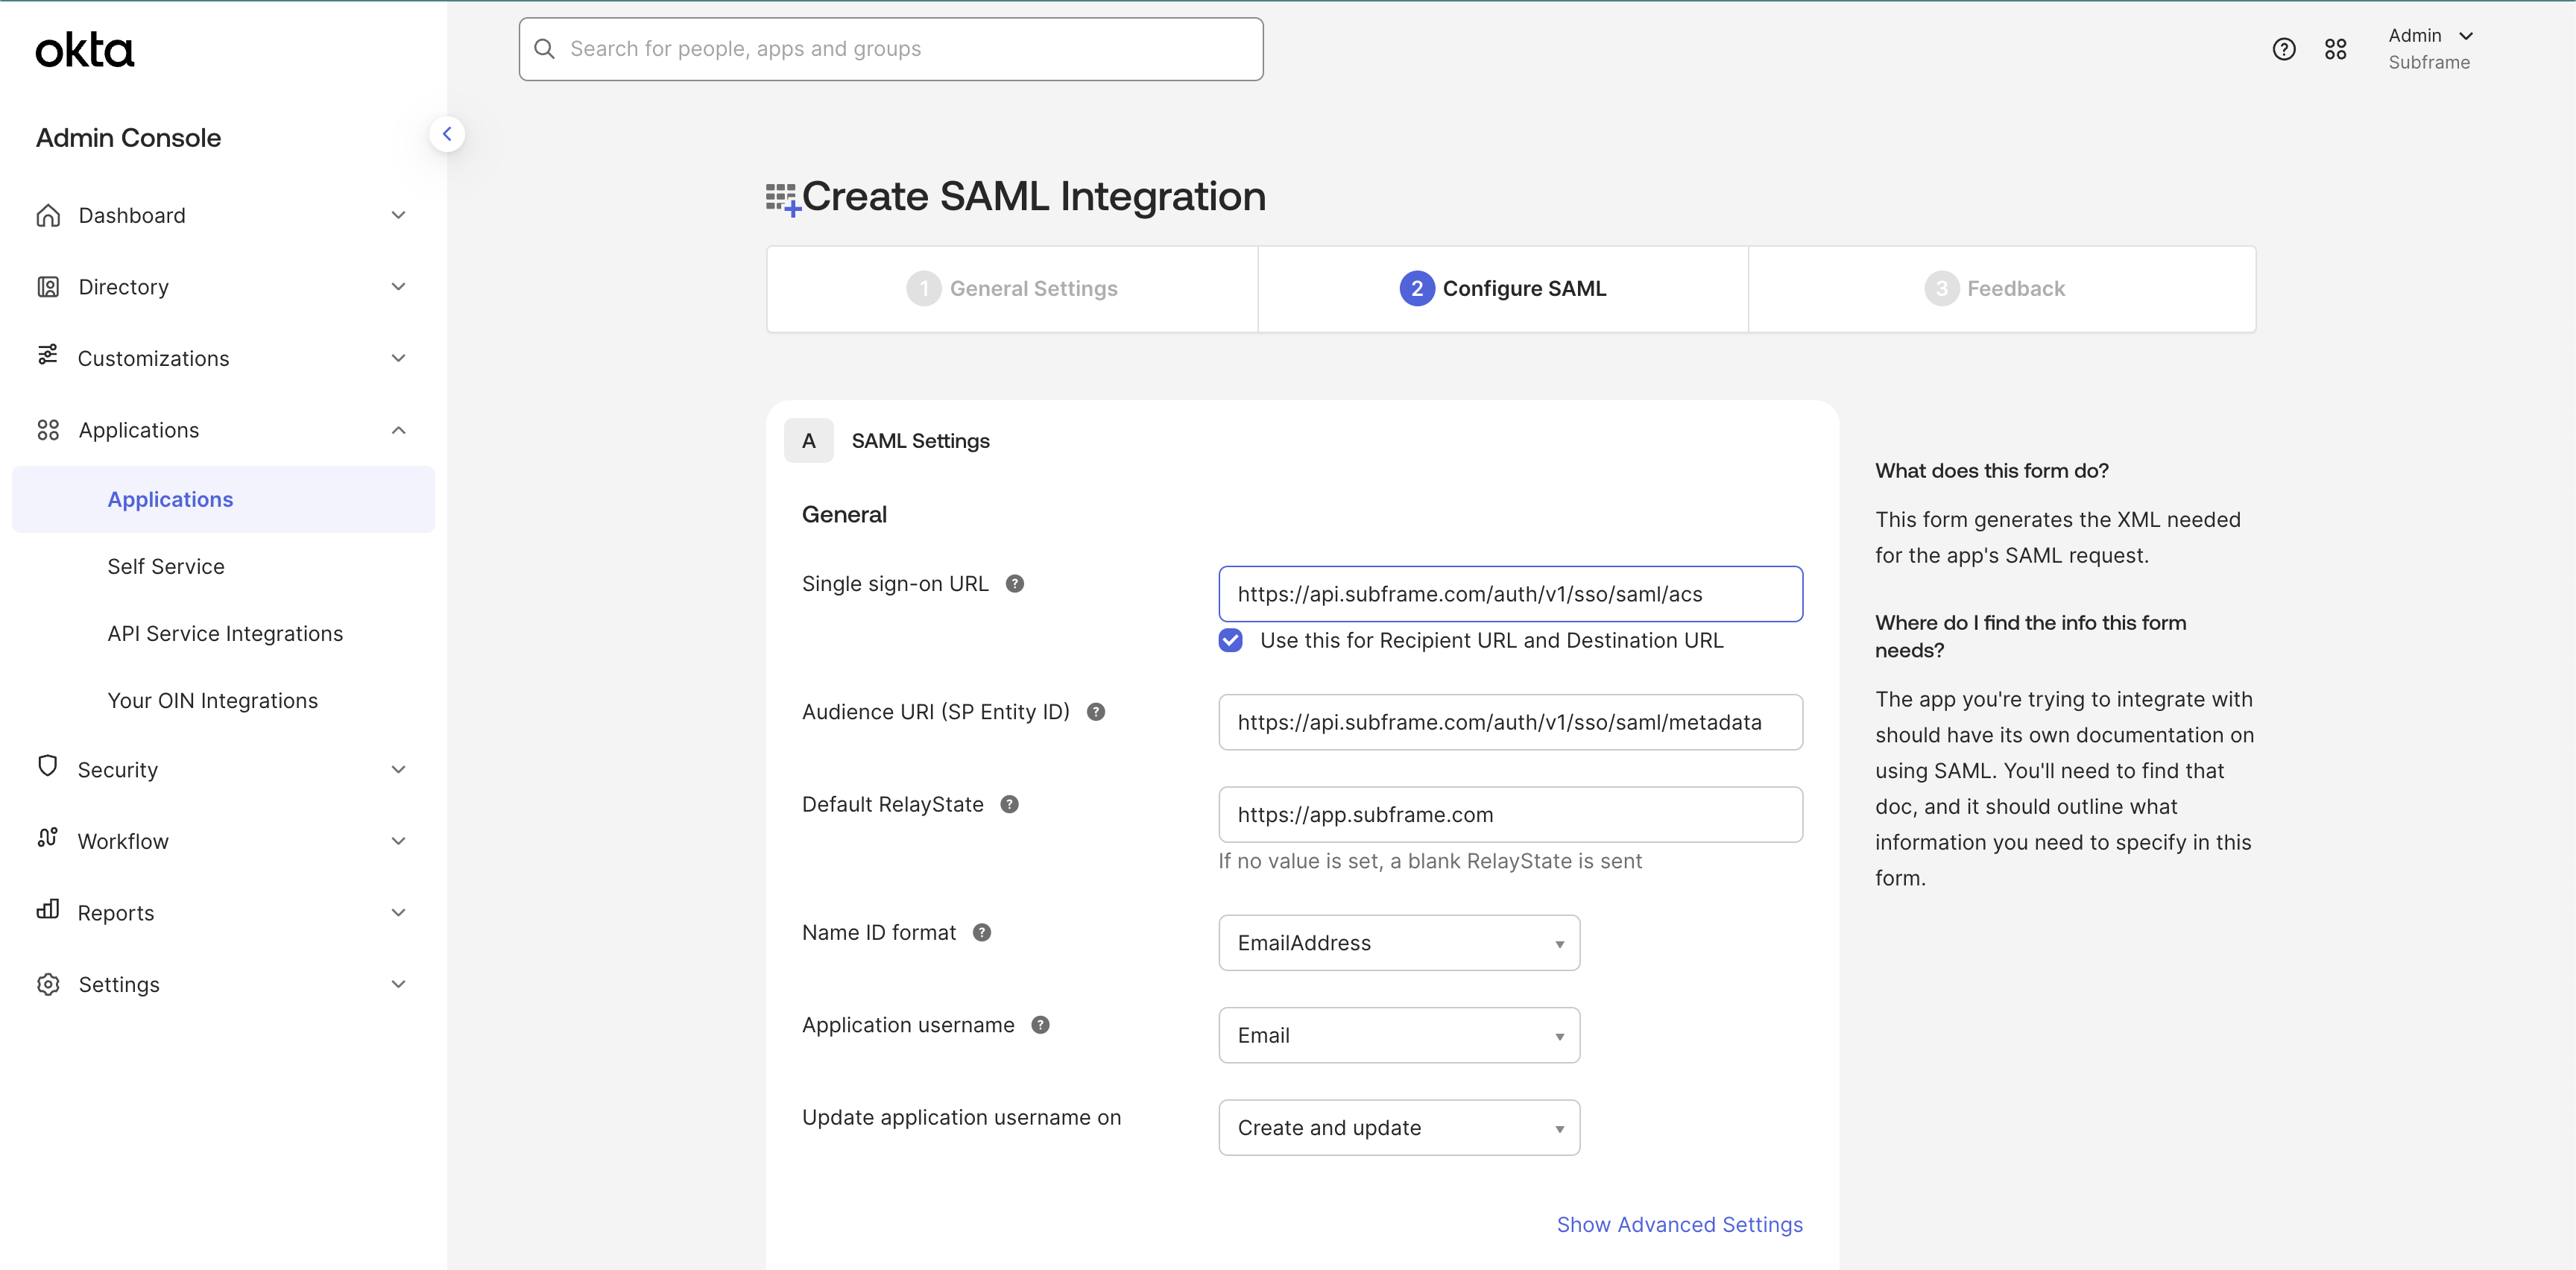 okta
Search for people, apps and groups
Admin
Subframe
Admin Console
Dashboard
Directory
Customizations
Applications
Applications
Self Service
API Service Integrations
Your OIN Integrations
Security
Workflow
Reports
Settings
Create SAML Integration
1 General Settings
2 Configure SAML
3 Feedback
A SAML Settings
General
Single sign-on URL ?
https://api.subframe.com/auth/v1/sso/saml/acs
Use this for Recipient URL and Destination URL
Audience URI (SP Entity ID) ?
https://api.subframe.com/auth/v1/sso/saml/metadata
Default RelayState ?
https://app.subframe.com
If no value is set, a blank RelayState is sent
Name ID format ?
EmailAddress
Application username ?
Email
Update application username on
Create and update
Show Advanced Settings
What does this form do?
This form generates the XML needed
for the app's SAML request.
Where do I find the info this form
needs?
The app you're trying to integrate with
should have its own documentation on
using SAML. You'll need to find that
doc, and it should outline what
information you need to specify in this
form.